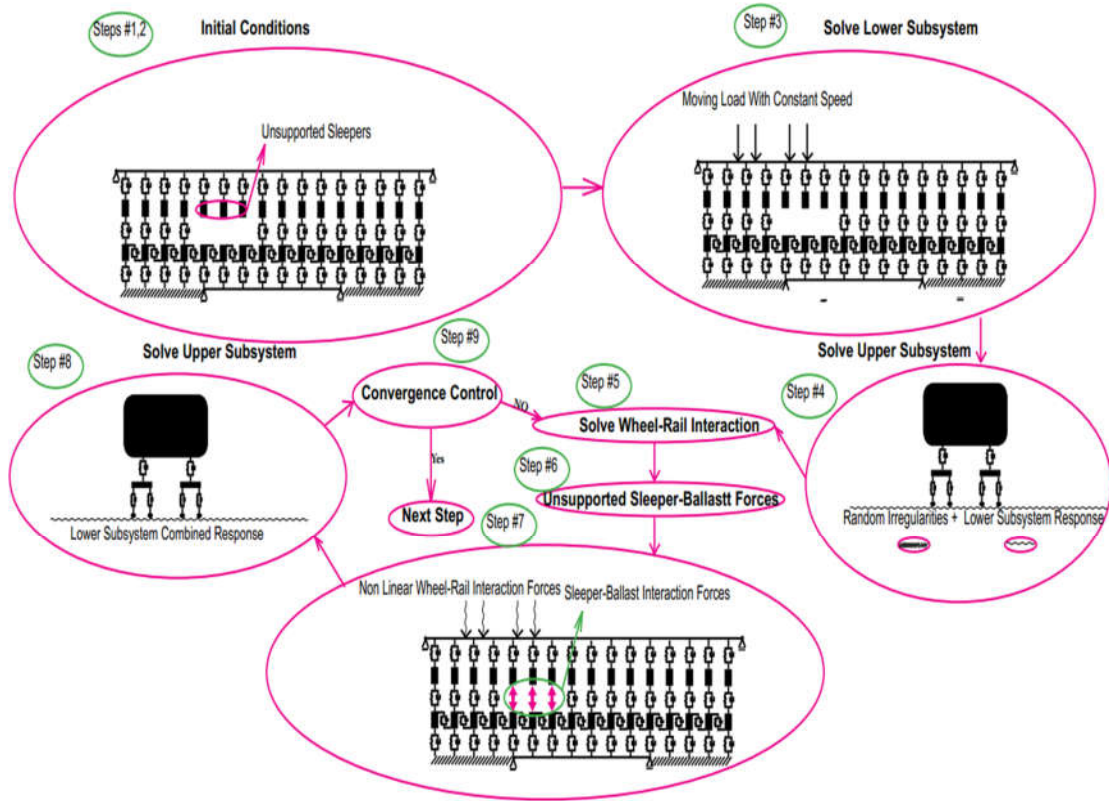 Steps #1,2
Initial Conditions
Unsupported Sleepers
Step #3
Solve Lower Subsystem
Moving Load With Constant Speed
Solve Upper Subsystem
Step #4
Random Irregularities + Lower Subsystem Response
Step #5
Solve Wheel-Rail Interaction
Step #6
Unsupported Sleeper-Ballastt Forces
Step #7
Non Linear Wheel-Rail Interaction Forces
Sleeper-Ballast Interaction Forces
Step #8
Solve Upper Subsystem
Lower Subsystem Combined Response
Step #9
Convergence Control
NO
Yes
Next Step